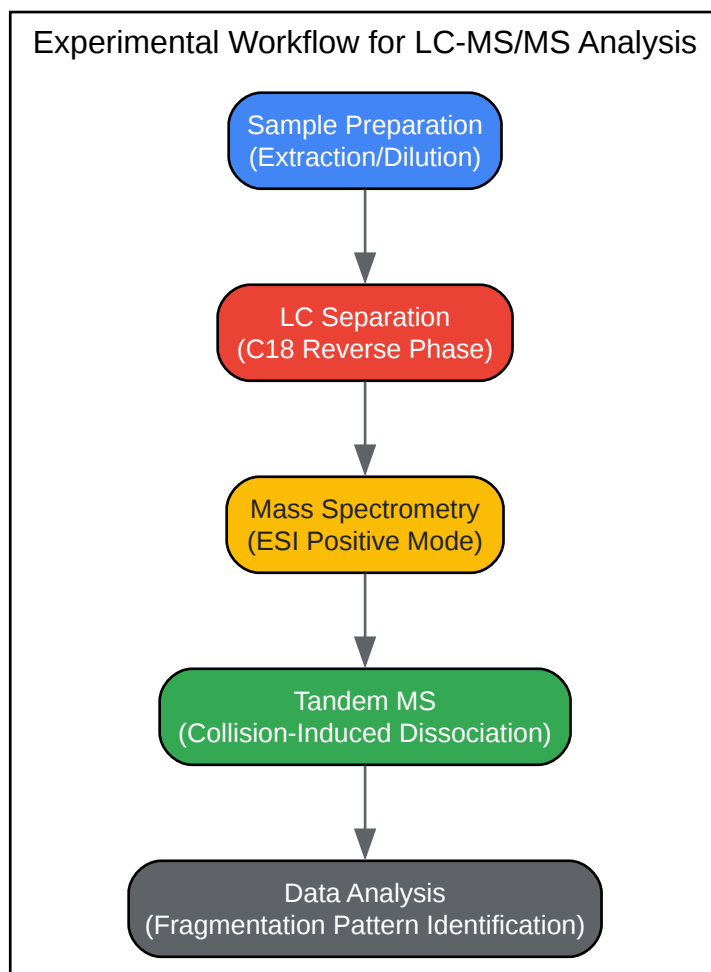 Experimental Workflow for LC-MS/MS Analysis
Sample Preparation
(Extraction/Dilution)
LC Separation
(C18 Reverse Phase)
Mass Spectrometry
(ESI Positive Mode)
Tandem MS
(Collision-Induced Dissociation)
Data Analysis
(Fragmentation Pattern Identification)